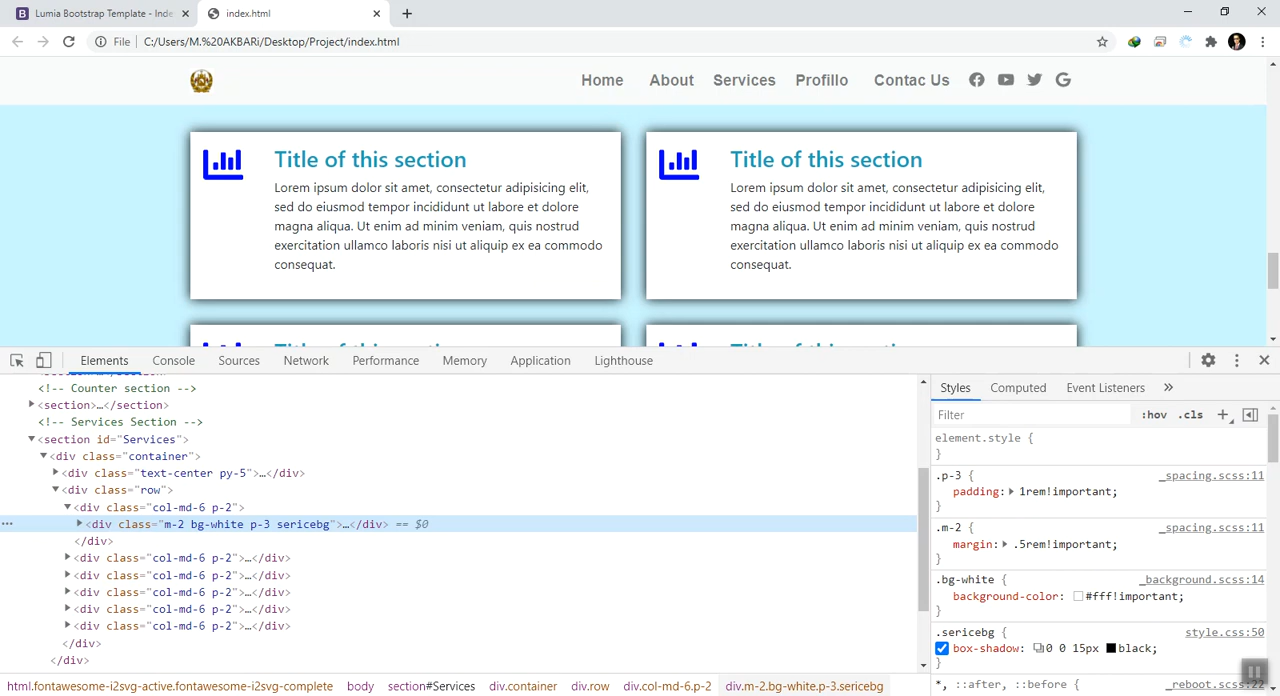 Lumia Bootstrap Template - Inde
index.html
File
C:/Users/M.%20AKBARi/Desktop/Project/index.html
Home About Services Profillo Contac Us
Title of this section
Lorem ipsum dolor sit amet, consectetur adipisicing elit,
sed do eiusmod tempor incididunt ut labore et dolore
magna aliqua. Ut enim ad minim veniam, quis nostrud
exercitation ullamco laboris nisi ut aliquip ex ea commodo
consequat.
Title of this section
Lorem ipsum dolor sit amet, consectetur adipisicing elit,
sed do eiusmod tempor incididunt ut labore et dolore
magna aliqua. Ut enim ad minim veniam, quis nostrud
exercitation ullamco laboris nisi ut aliquip ex ea commodo
consequat.
Elements Console Sources Network Performance Memory Application Lighthouse
<!-- Counter section -->
<section>…</section>
<!-- Services Section -->
<section id="Services">
<div class="container">
<div class="text-center py-5">…</div>
<div class="row">
<div class="col-md-6 p-2">
<div class="m-2 bg-white p-3 sericebg">…</div> == $0
</div>
<div class="col-md-6 p-2">…</div>
<div class="col-md-6 p-2">…</div>
<div class="col-md-6 p-2">…</div>
<div class="col-md-6 p-2">…</div>
<div class="col-md-6 p-2">…</div>
</div>
</div>
html.fontawesome-i2svg-active.fontawesome-i2svg-complete body section#Services div.container div.row div.col-md-6.p-2 div.m-2.bg-white.p-3.sericebg
Styles Computed Event Listeners »
Filter :hov .cls +
element.style {
}
.p-3 { _spacing.scss:11
padding: 1rem!important;
}
.m-2 { _spacing.scss:11
margin: .5rem!important;
}
.bg-white { _background.scss:14
background-color: #fff!important;
}
.sericebg { style.css:50
box-shadow: 0 0 15px black;
}
*, ::after, ::before { _reboot.scss:22